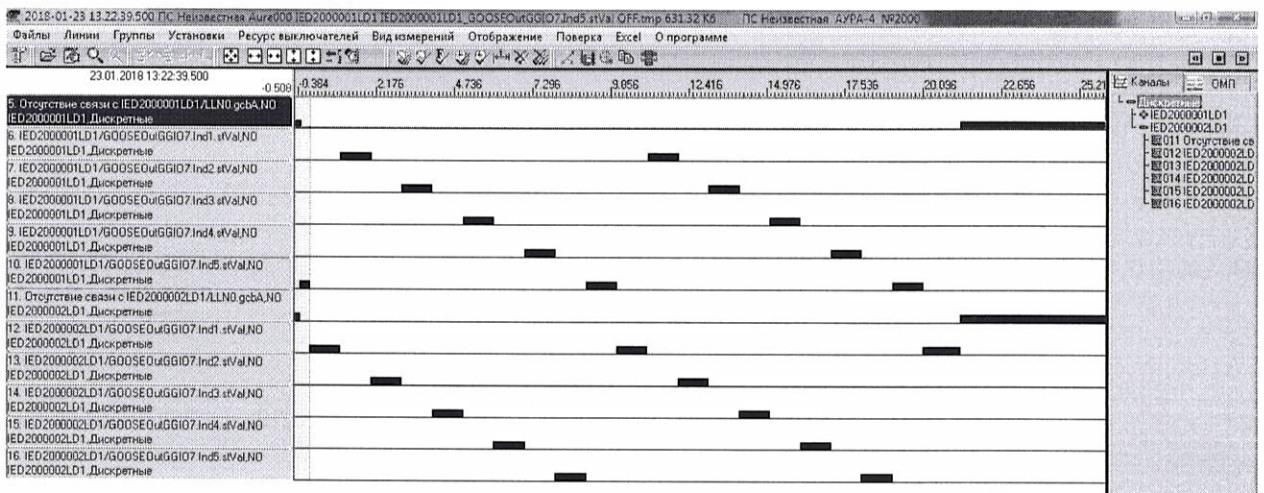 2018-01-23 13.22.39.500 ПС Неизвестная Aura000 IED2000001LD1 IED2000001LD1_GOOSEOutGGIO7.Ind5.stVal OFF.tmp 631.32 Кб ПС Неизвестная АУРА-4 №2000
Файлы Линии Группы Установки Ресурс выключателей Вид измерений Отображение Поверка Excel О программе
23.01.2018 13:22:39.500
-0.508 -0.384 2.176 4.736 7.296 9.856 12.416 14.976 17.536 20.096 22.656 25.21
5. Отсутствие связи с IED2000001LD1/LLN0.gcbA,NO
IED2000001LD1,Дискретные
6. IED2000001LD1/GOOSEOutGGIO7.Ind1.stVal,NO
IED2000001LD1,Дискретные
7. IED2000001LD1/GOOSEOutGGIO7.Ind2.stVal,NO
IED2000001LD1,Дискретные
8. IED2000001LD1/GOOSEOutGGIO7.Ind3.stVal,NO
IED2000001LD1,Дискретные
9. IED2000001LD1/GOOSEOutGGIO7.Ind4.stVal,NO
IED2000001LD1,Дискретные
10. IED2000001LD1/GOOSEOutGGIO7.Ind5.stVal,NO
IED2000001LD1,Дискретные
11. Отсутствие связи с IED2000002LD1/LLN0.gcbA,NO
IED2000002LD1,Дискретные
12. IED2000002LD1/GOOSEOutGGIO7.Ind1.stVal,NO
IED2000002LD1,Дискретные
13. IED2000002LD1/GOOSEOutGGIO7.Ind2.stVal,NO
IED2000002LD1,Дискретные
14. IED2000002LD1/GOOSEOutGGIO7.Ind3.stVal,NO
IED2000002LD1,Дискретные
15. IED2000002LD1/GOOSEOutGGIO7.Ind4.stVal,NO
IED2000002LD1,Дискретные
16. IED2000002LD1/GOOSEOutGGIO7.Ind5.stVal,NO
IED2000002LD1,Дискретные
Каналы ОМП
Дискретные
IED2000001LD1
IED2000002LD1
011 Отсутствие св
012 IED2000002LD
013 IED2000002LD
014 IED2000002LD
015 IED2000002LD
016 IED2000002LD